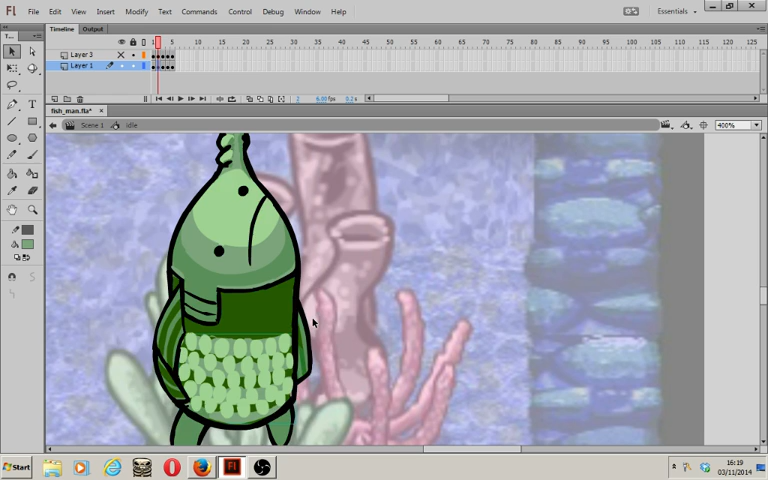 Fl File Edit View Insert Modify Text Commands Control Debug Window Help Essentials
T...
Timeline Output
1 5 10 15 20 25 30 35 40 45 50 55 60 65 70 75 80 85 90 95 100 105 110 115 120 125
Layer 3
Layer 1
2 6.00 fps 0.2 s
fish_man.fla* ×
Scene 1 Idle 400%
T
Start Fl 16:19
03/11/2014